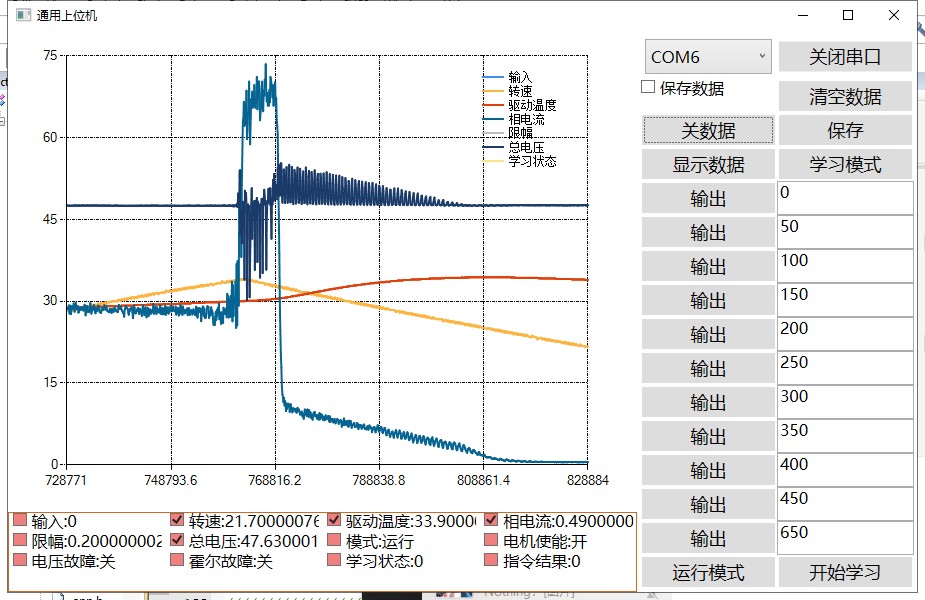 通用上位机
75
60
45
30
15
0
728771 748793.6 768816.2 788838.8 808861.4 828884
输入
转速
驱动温度
相电流
限幅
总电压
学习状态
COM6 关闭串口
保存数据 清空数据
关数据 保存
显示数据 学习模式
输出 0
输出 50
输出 100
输出 150
输出 200
输出 250
输出 300
输出 350
输出 400
输出 450
输出 650
运行模式 开始学习
输入:0 转速:21.70000076 驱动温度:33.9000 相电流:0.4900000
限幅:0.200000002 总电压:47.630001 模式:运行 电机使能:开
电压故障:关 霍尔故障:关 学习状态:0 指令结果:0